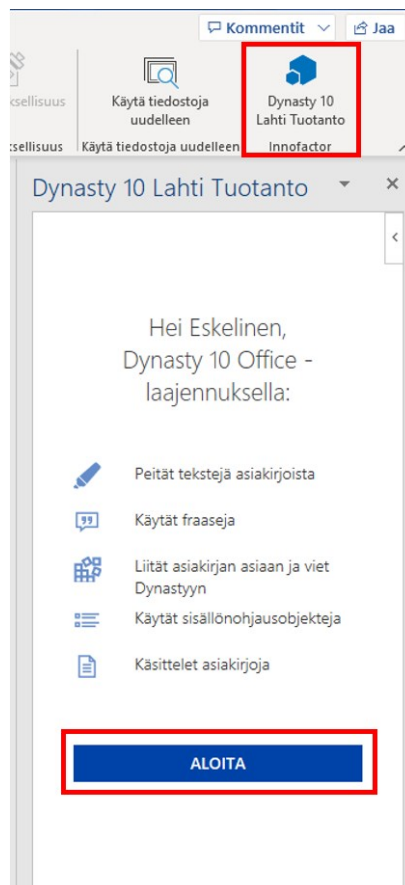 Kommentit
Jaa
Käytä tiedostoja
uudelleen
Dynasty 10
Lahti Tuotanto
Käytä tiedostoja uudelleen
Innofactor
Dynasty 10 Lahti Tuotanto
Hei Eskelinen,
Dynasty 10 Office -
laajennuksella:
Peität tekstejä asiakirjoista
Käytät fraaseja
Liität asiakirjan asiaan ja viet
Dynastyyn
Käytät sisällönohjausobjekteja
Käsittelet asiakirjoja
ALOITA